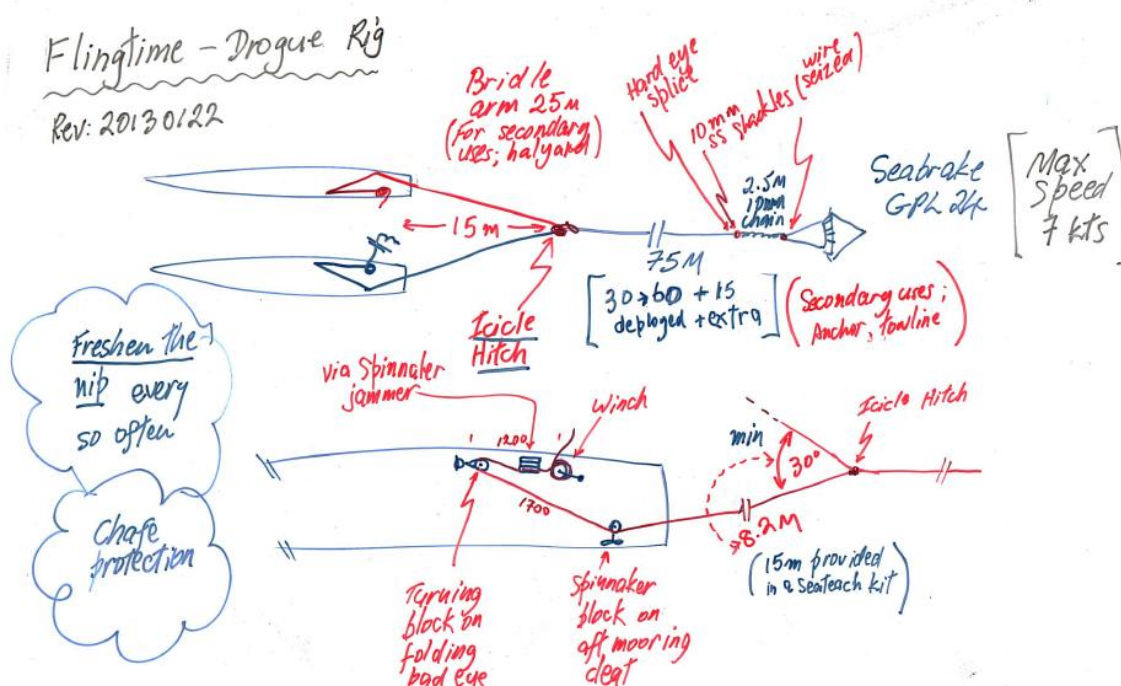 Flingtime - Drogue Rig
Rev: 20130122
Bridle
arm 25M
(For secondary
uses; halyard)
Hard eye
splice
10mm
ss shackles (wire
seized)
2.5M
10mm
chain
Seabrake
GPL 24
[Max
Speed
7 kts]
15m
75M
[30→60 + 15
deployed + extra]
(Secondary uses;
Anchor, towline)
Icicle
Hitch
Freshen the
nip every
so often
via Spinnaker
jammer
winch
Icicle Hitch
1200
min
30°
1700
8.2M
(15m provided
in a Seateach kit)
Chafe
protection
Turning
block on
folding
pad eye
Spinnaker
block on
aft mooring
cleat